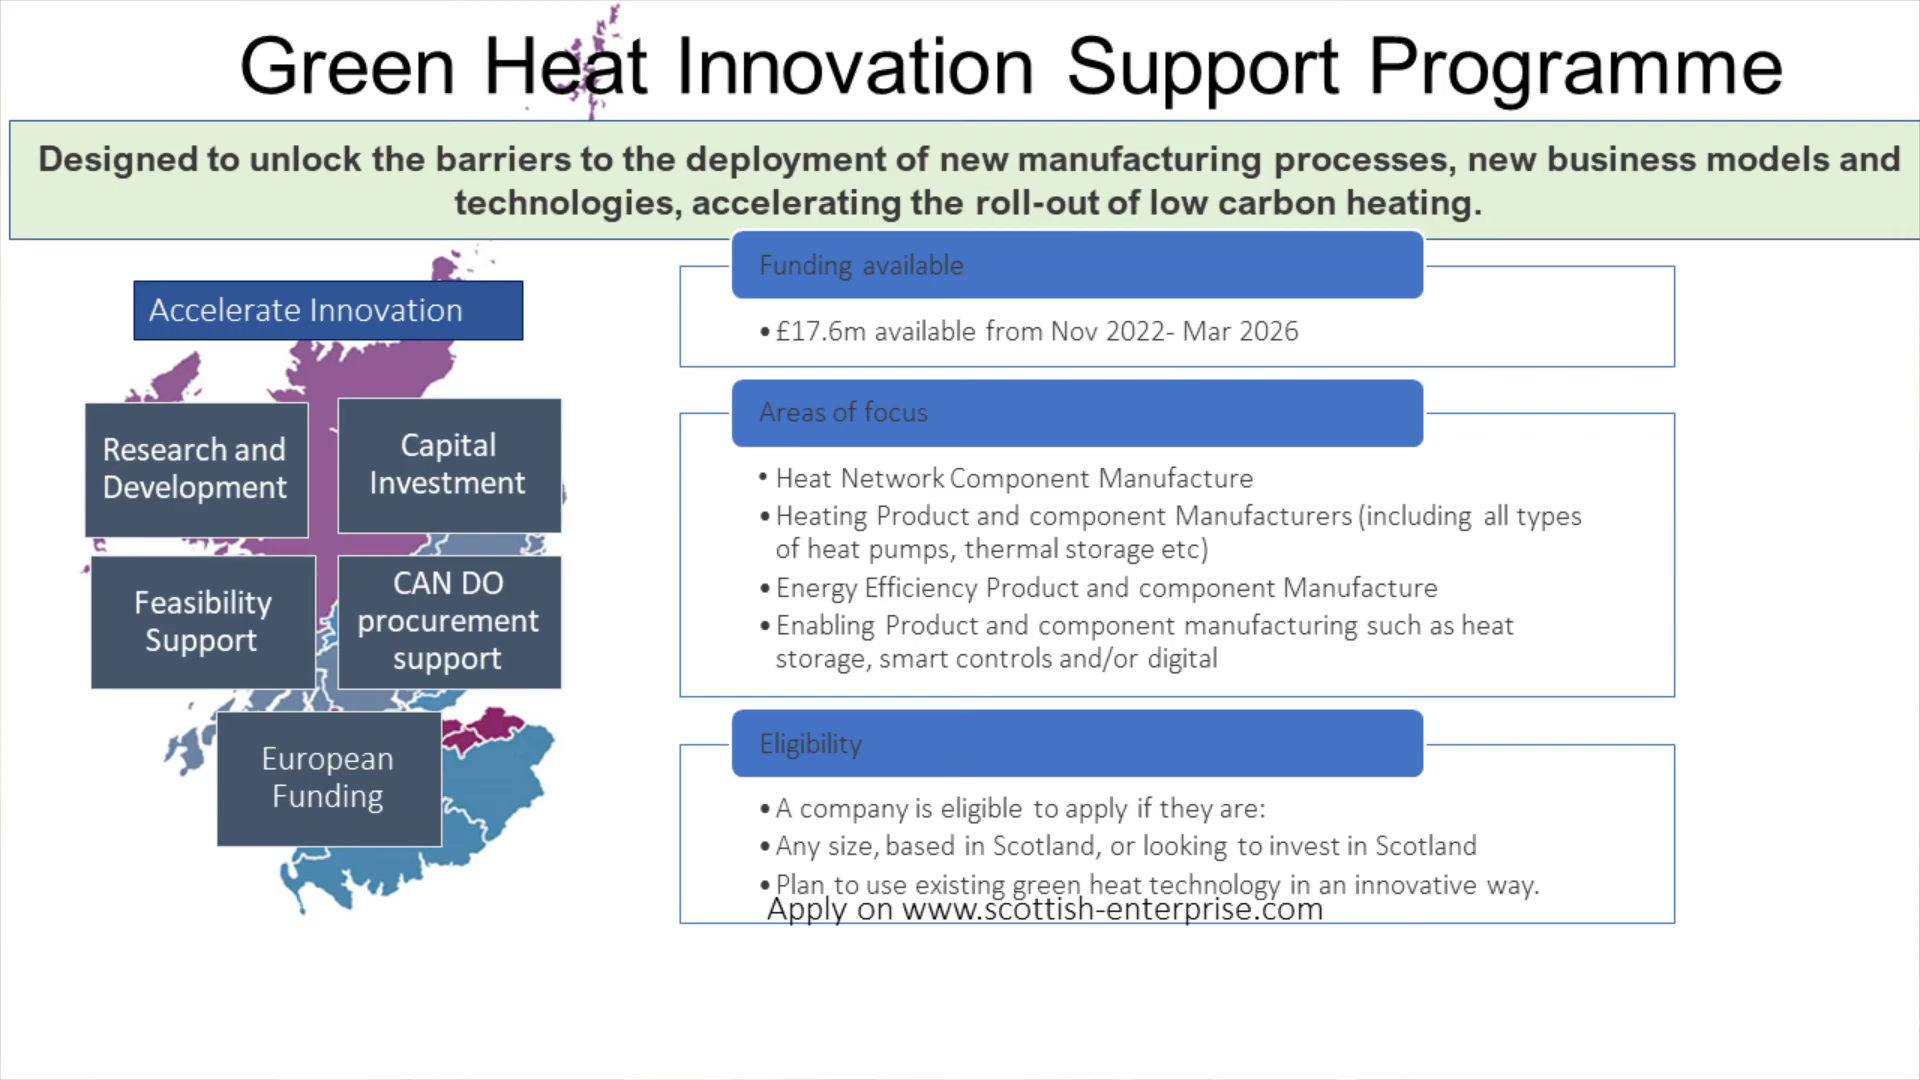 Green Heat Innovation Support Programme
Designed to unlock the barriers to the deployment of new manufacturing processes, new business models and
technologies, accelerating the roll-out of low carbon heating.
Accelerate Innovation
Research and
Development
Capital
Investment
Feasibility
Support
CAN DO
procurement
support
European
Funding
Funding available
•£17.6m available from Nov 2022- Mar 2026
Areas of focus
• Heat Network Component Manufacture
•Heating Product and component Manufacturers (including all types
of heat pumps, thermal storage etc)
•Energy Efficiency Product and component Manufacture
•Enabling Product and component manufacturing such as heat
storage, smart controls and/or digital
Eligibility
•A company is eligible to apply if they are:
•Any size, based in Scotland, or looking to invest in Scotland
•Plan to use existing green heat technology in an innovative way.
Apply on www.scottish-enterprise.com